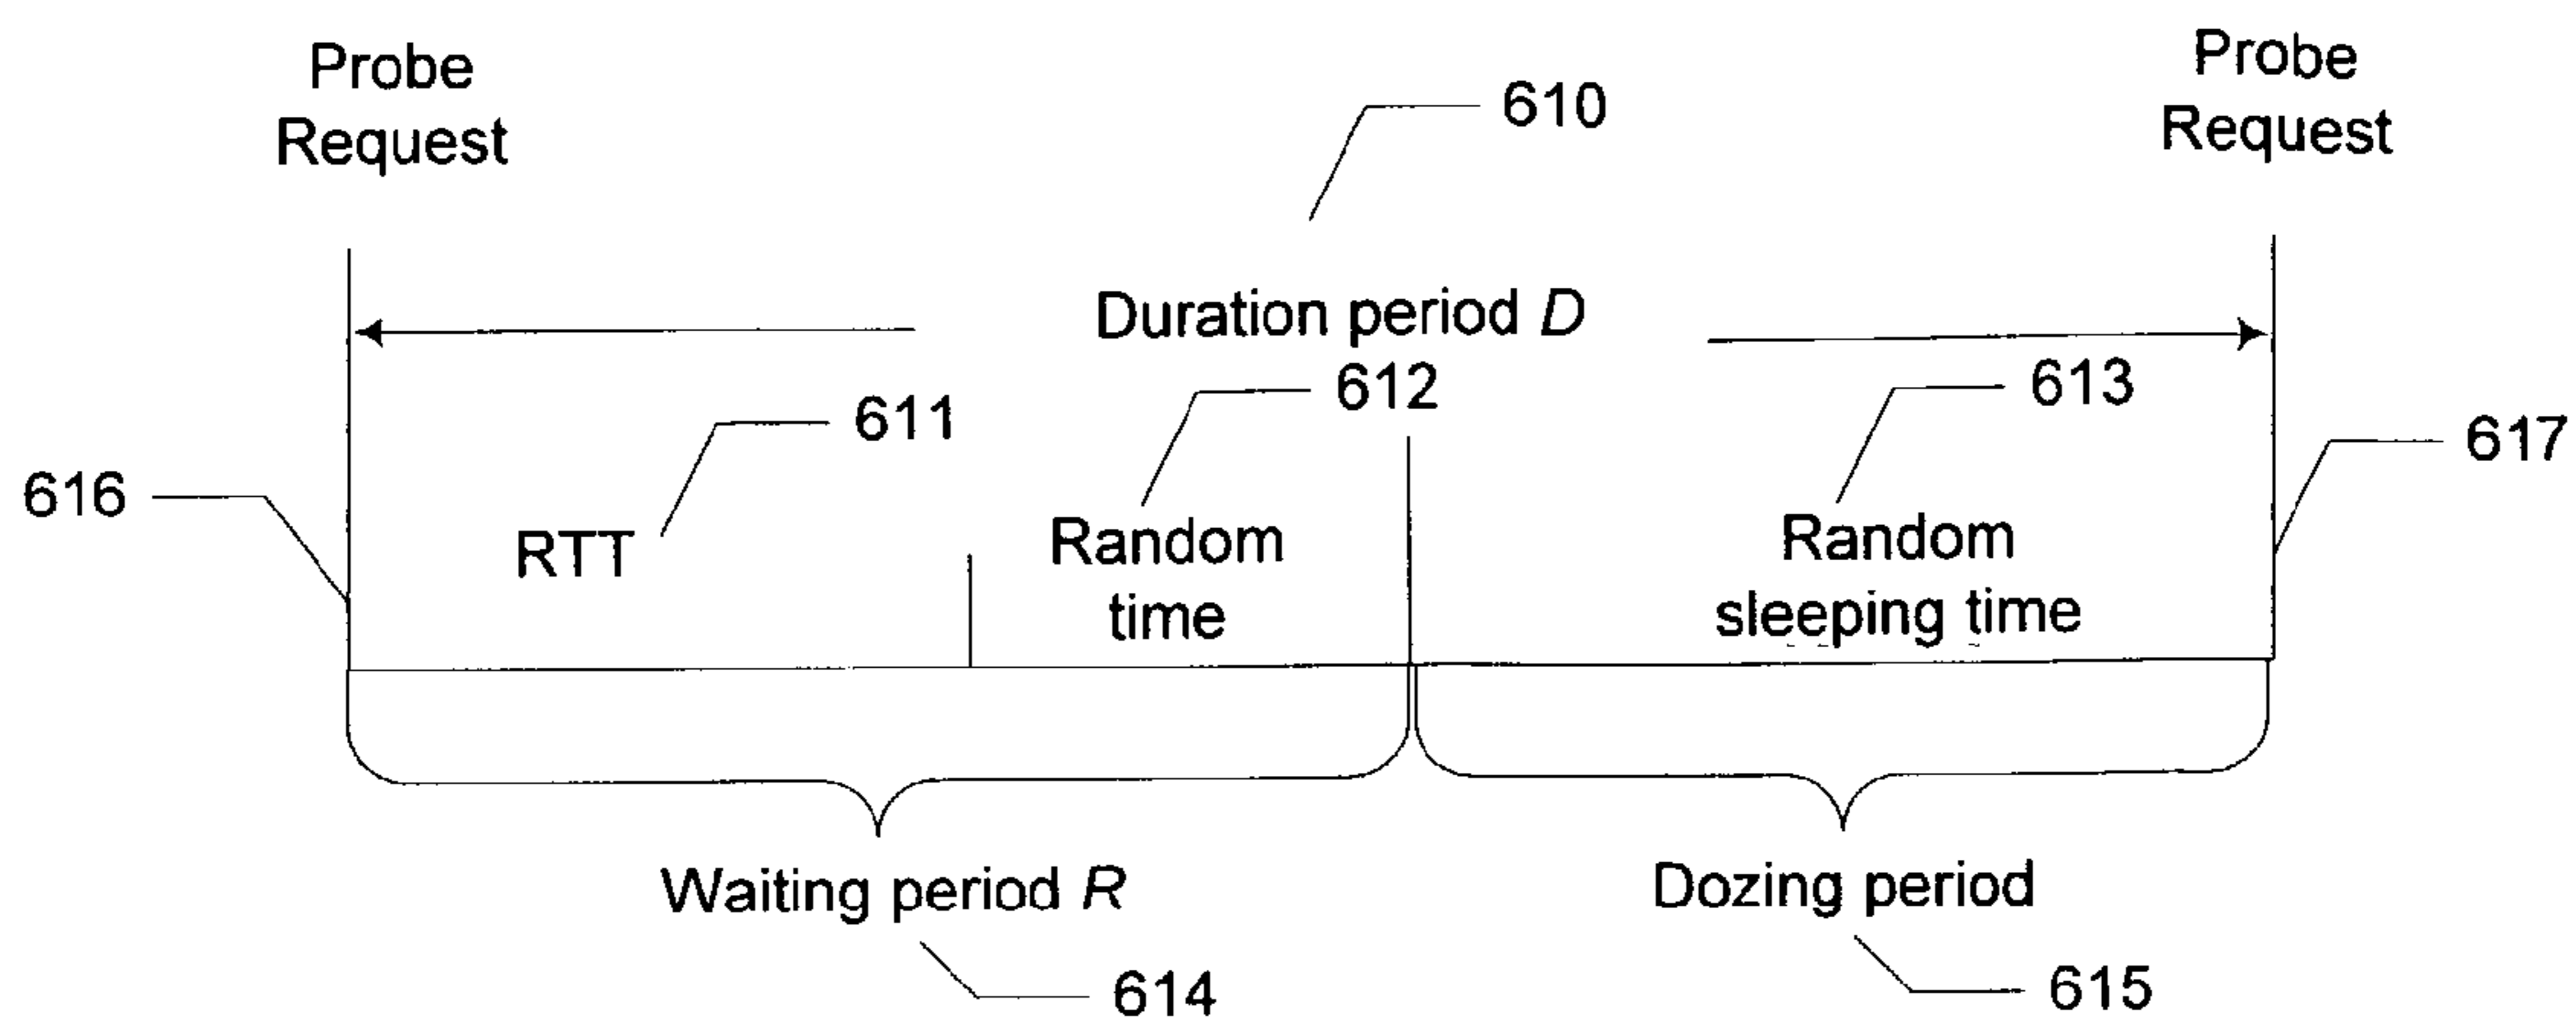 Probe
Request
Probe
Request
610
Duration period D
611
612
613
616
617
RTT
Random
time
Random
sleeping time
Waiting period R
Dozing period
614
615